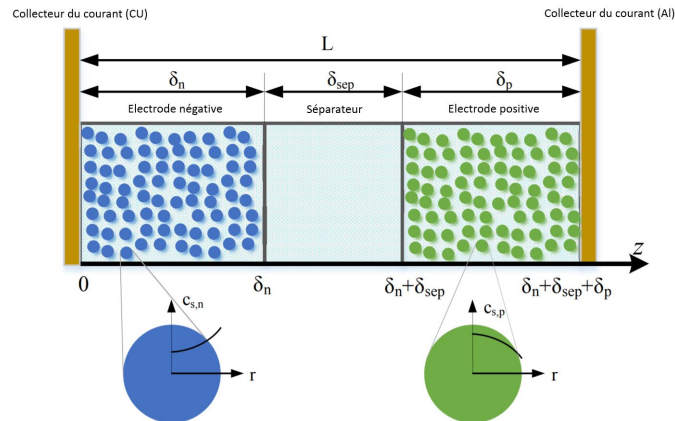 Collecteur du courant (CU)
Collecteur du courant (Al)
L
δn δsep δp
Electrode négative Séparateur Electrode positive
z
0 δn δn+δsep δn+δsep+δp
cs,n cs,p
r r